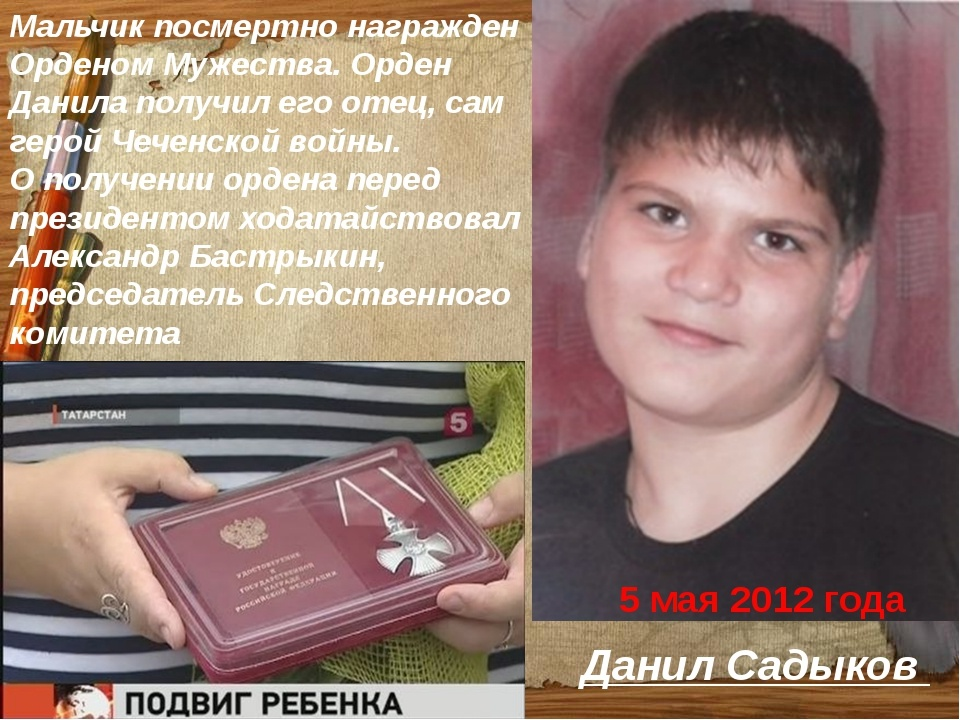 Мальчик посмертно награжден
Орденом Мужества. Орден
Данила получил его отец, сам
герой Чеченской войны.
О получении ордена перед
президентом ходатайствовал
Александр Бастрыкин,
председатель Следственного
комитета
ТАТАРСТАН
5
УДОСТОВЕРЕНИЕ
К
ГОСУДАРСТВЕННОЙ
НАГРАДЕ
РОССИЙСКОЙ ФЕДЕРАЦИИ
ПОДВИГ РЕБЕНКА
5 мая 2012 года
Данил Садыков